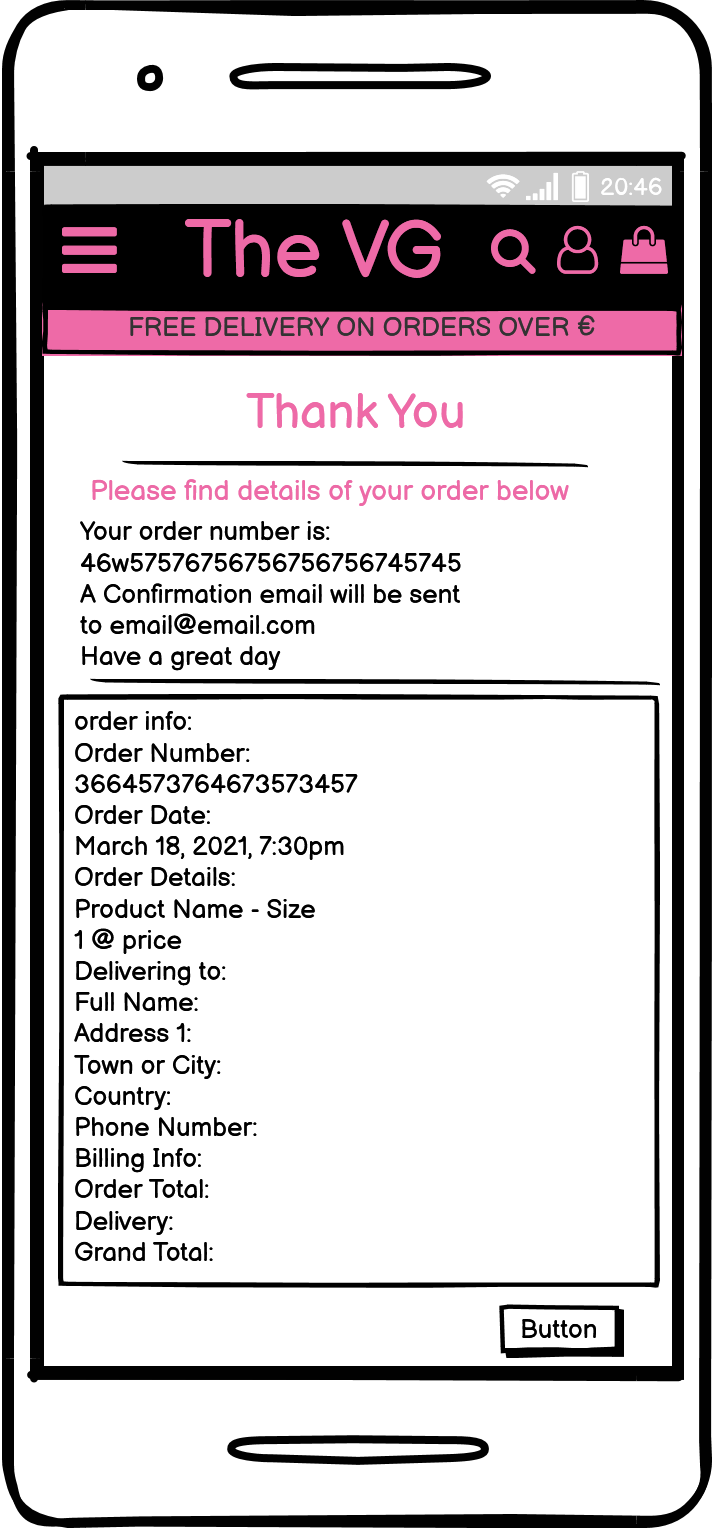 20:46
The VG
FREE DELIVERY ON ORDERS OVER €
Thank You
Please find details of your order below
Your order number is:
46w57576756756756756745745
A Confirmation email will be sent
to email@email.com
Have a great day
order info:
Order Number:
3664573764673573457
Order Date:
March 18, 2021, 7:30pm
Order Details:
Product Name - Size
1 @ price
Delivering to:
Full Name:
Address 1:
Town or City:
Country:
Phone Number:
Billing Info:
Order Total:
Delivery:
Grand Total:
Button